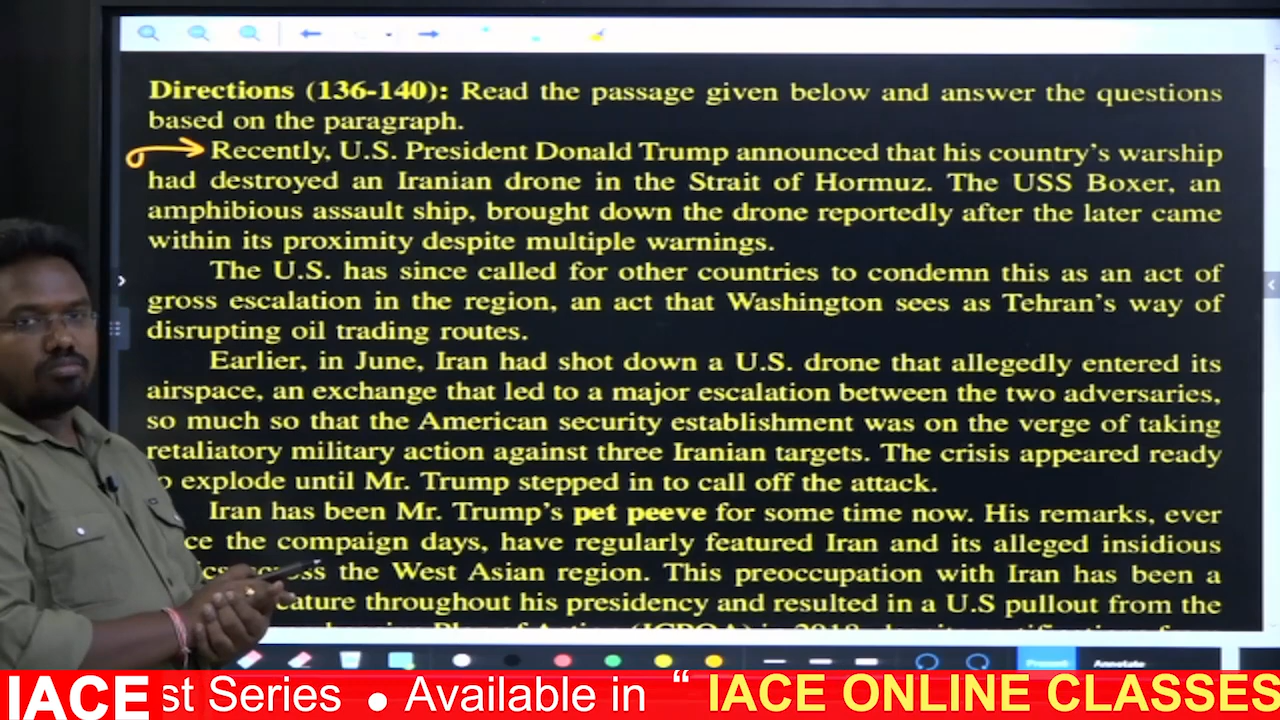 Directions (136-140): Read the passage given below and answer the questions
based on the paragraph.
Recently, U.S. President Donald Trump announced that his country's warship
had destroyed an Iranian drone in the Strait of Hormuz. The USS Boxer, an
amphibious assault ship, brought down the drone reportedly after the later came
within its proximity despite multiple warnings.
The U.S. has since called for other countries to condemn this as an act of
gross escalation in the region, an act that Washington sees as Tehran's way of
disrupting oil trading routes.
Earlier, in June, Iran had shot down a U.S. drone that allegedly entered its
airspace, an exchange that led to a major escalation between the two adversaries,
so much so that the American security establishment was on the verge of taking
retaliatory military action against three Iranian targets. The crisis appeared ready
explode until Mr. Trump stepped in to call off the attack.
Iran has been Mr. Trump's pet peeve for some time now. His remarks, ever
the compaign days, have regularly featured Iran and its alleged insidious
the West Asian region. This preoccupation with Iran has been a
throughout his presidency and resulted in a U.S pullout from the
Annotate
IACE st Series ● Available in “ IACE ONLINE CLASSES